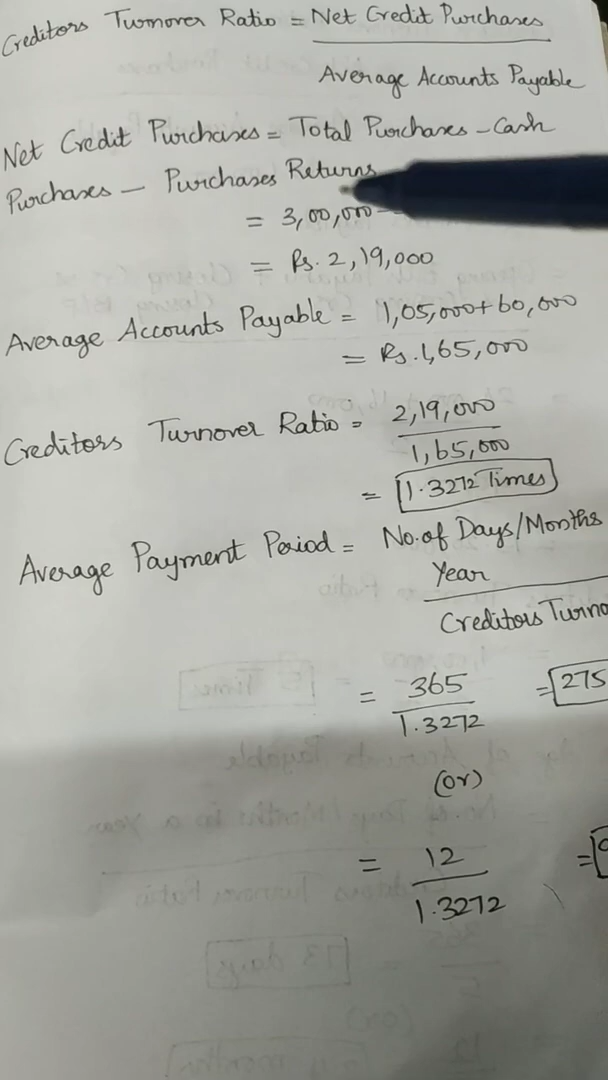 Creditors Turnover Ratio = Net Credit Purchases
Average Accounts Payable
Net Credit Purchases = Total Purchases - Cash
Purchases - Purchases Returns
= 3,00,000
= Rs. 2,19,000
Average Accounts Payable = 1,05,000 + 60,000
= Rs. 1,65,000
Creditors Turnover Ratio = 2,19,000
1,65,000
= 1.3272 Times
Average Payment Period = No. of Days/Months
Year
Creditors Turno
= 365 = 275
1.3272
(or)
= 12 =
1.3272